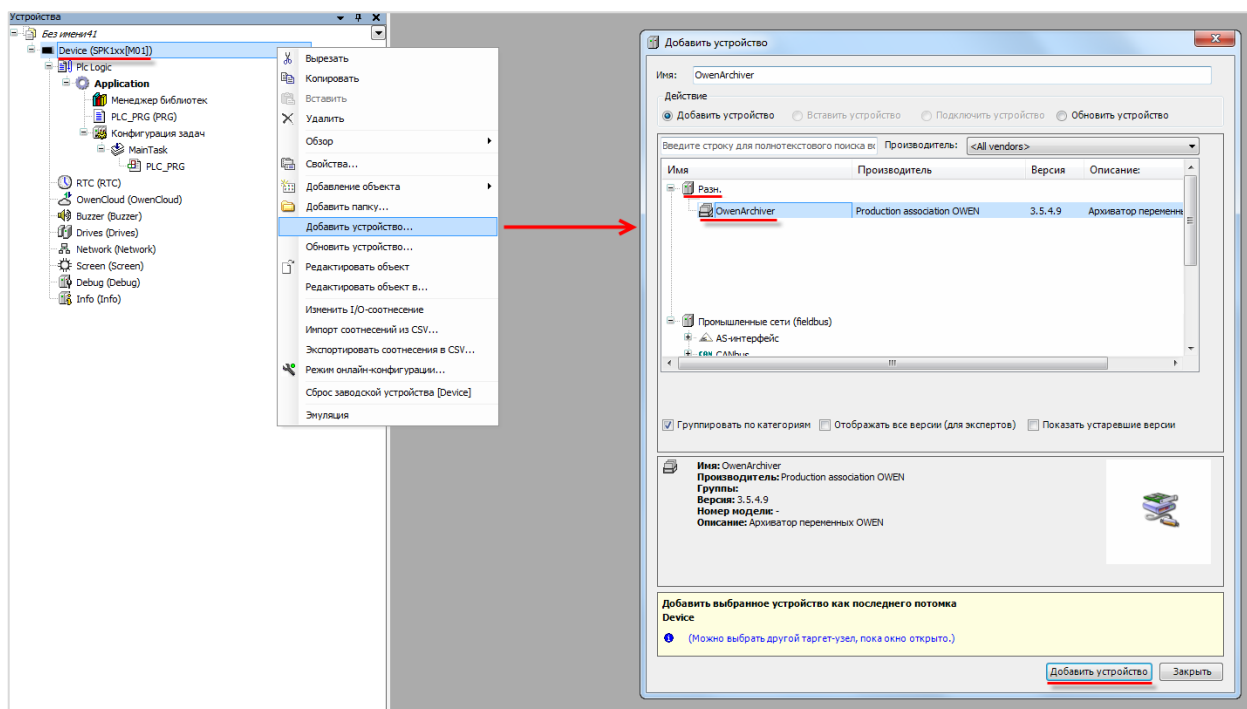 Устройства
Без имени41
Device (SPK1xx[M01])
Plc Logic
Application
Менеджер библиотек
PLC_PRG (PRG)
Конфигурация задач
MainTask
PLC_PRG
RTC (RTC)
OwenCloud (OwenCloud)
Buzzer (Buzzer)
Drives (Drives)
Network (Network)
Screen (Screen)
Debug (Debug)
Info (Info)
Вырезать
Копировать
Вставить
Удалить
Обзор
Свойства...
Добавление объекта
Добавить папку...
Добавить устройство...
Обновить устройство...
Редактировать объект
Редактировать объект в...
Изменить I/O-соотнесение
Импорт соотнесений из CSV...
Экспортировать соотнесения в CSV...
Режим онлайн-конфигурации...
Сброс заводской устройства [Device]
Эмуляция
Добавить устройство
Имя: OwenArchiver
Действие
Добавить устройство Вставить устройство Подключить устройство Обновить устройство
Введите строку для полнотекстового поиска вс Производитель: <All vendors>
Имя Производитель Версия Описание:
Разн.
OwenArchiver Production association OWEN 3.5.4.9 Архиватор переменнь
Промышленные сети (fieldbus)
AS-интерфейс
CANbus
Группировать по категориям Отображать все версии (для экспертов) Показать устаревшие версии
Имя: OwenArchiver
Производитель: Production association OWEN
Группы:
Версия: 3.5.4.9
Номер модели: -
Описание: Архиватор переменных OWEN
Добавить выбранное устройство как последнего потомка
Device
(Можно выбрать другой таргет-узел, пока окно открыто.)
Добавить устройство Закрыть